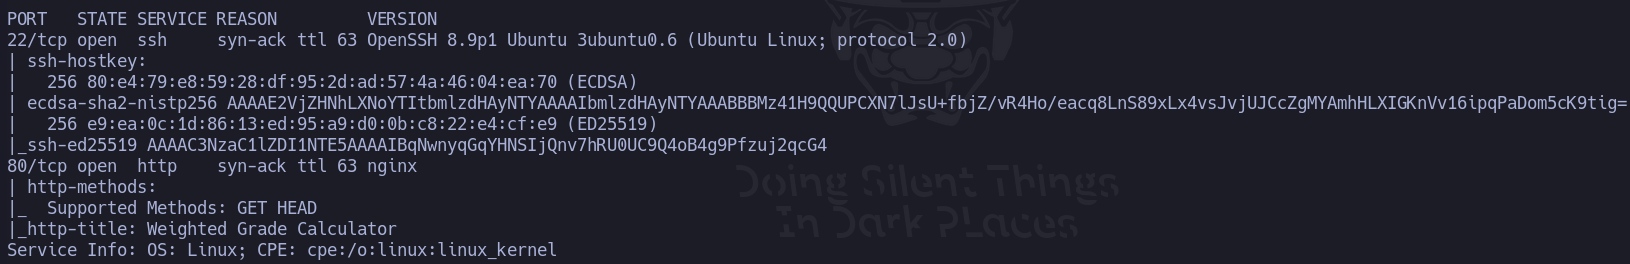 PORT   STATE SERVICE REASON         VERSION
22/tcp open  ssh     syn-ack ttl 63 OpenSSH 8.9p1 Ubuntu 3ubuntu0.6 (Ubuntu Linux; protocol 2.0)
| ssh-hostkey:
|   256 80:e4:79:e8:59:28:df:95:2d:ad:57:4a:46:04:ea:70 (ECDSA)
| ecdsa-sha2-nistp256 AAAAE2VjZHNhLXNoYTItbmlzdHAyNTYAAAAIbmlzdHAyNTYAAABBBMz41H9QQUPCXN7lJsU+fbjZ/vR4Ho/eacq8LnS89xLx4vsJvjUJCcZgMYAmhHLXIGKnVv16ipqPaDom5cK9tig=
|   256 e9:ea:0c:1d:86:13:ed:95:a9:d0:0b:c8:22:e4:cf:e9 (ED25519)
|_ssh-ed25519 AAAAC3NzaC1lZDI1NTE5AAAAIBqNwnyqGqYHNSIjQnv7hRU0UC9Q4oB4g9Pfzuj2qcG4
80/tcp open  http    syn-ack ttl 63 nginx
| http-methods:
|_  Supported Methods: GET HEAD
|_http-title: Weighted Grade Calculator
Service Info: OS: Linux; CPE: cpe:/o:linux:linux_kernel
Doing Silent Things
In Dark PLaces